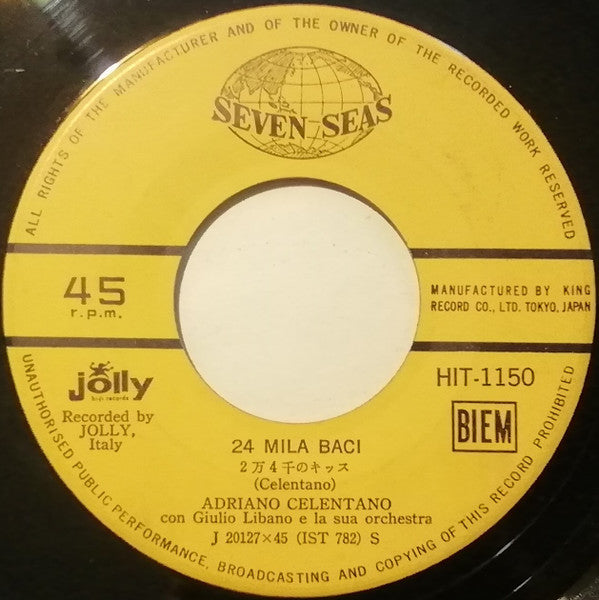 ALL RIGHTS OF THE MANUFACTURER AND OF THE OWNER OF THE RECORDED WORK RESERVED
SEVEN SEAS
45
r.p.m.
MANUFACTURED BY KING
RECORD CO., LTD. TOKYO, JAPAN
jolly
hi-fi records
Recorded by
JOLLY,
Italy
HIT-1150
BIEM
24 MILA BACI
2万4千のキッス
(Celentano)
ADRIANO CELENTANO
con Giulio Libano e la sua orchestra
J 20127×45 (IST 782) S
UNAUTHORISED PUBLIC PERFORMANCE, BROADCASTING AND COPYING OF THIS RECORD PROHIBITED